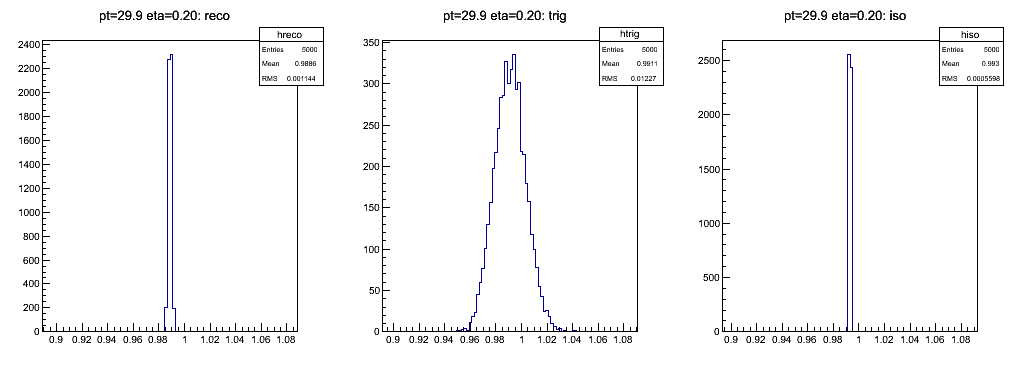 pt=29.9 eta=0.20: reco
hreco
Entries 5000
Mean 0.9886
RMS 0.001144
2400
2200
2000
1800
1600
1400
1200
1000
800
600
400
200
0
0.9 0.92 0.94 0.96 0.98 1 1.02 1.04 1.06 1.08
pt=29.9 eta=0.20: trig
htrig
Entries 5000
Mean 0.9911
RMS 0.01227
350
300
250
200
150
100
50
0
0.9 0.92 0.94 0.96 0.98 1 1.02 1.04 1.06 1.08
pt=29.9 eta=0.20: iso
hiso
Entries 5000
Mean 0.993
RMS 0.0005598
2500
2000
1500
1000
500
0
0.9 0.92 0.94 0.96 0.98 1 1.02 1.04 1.06 1.08